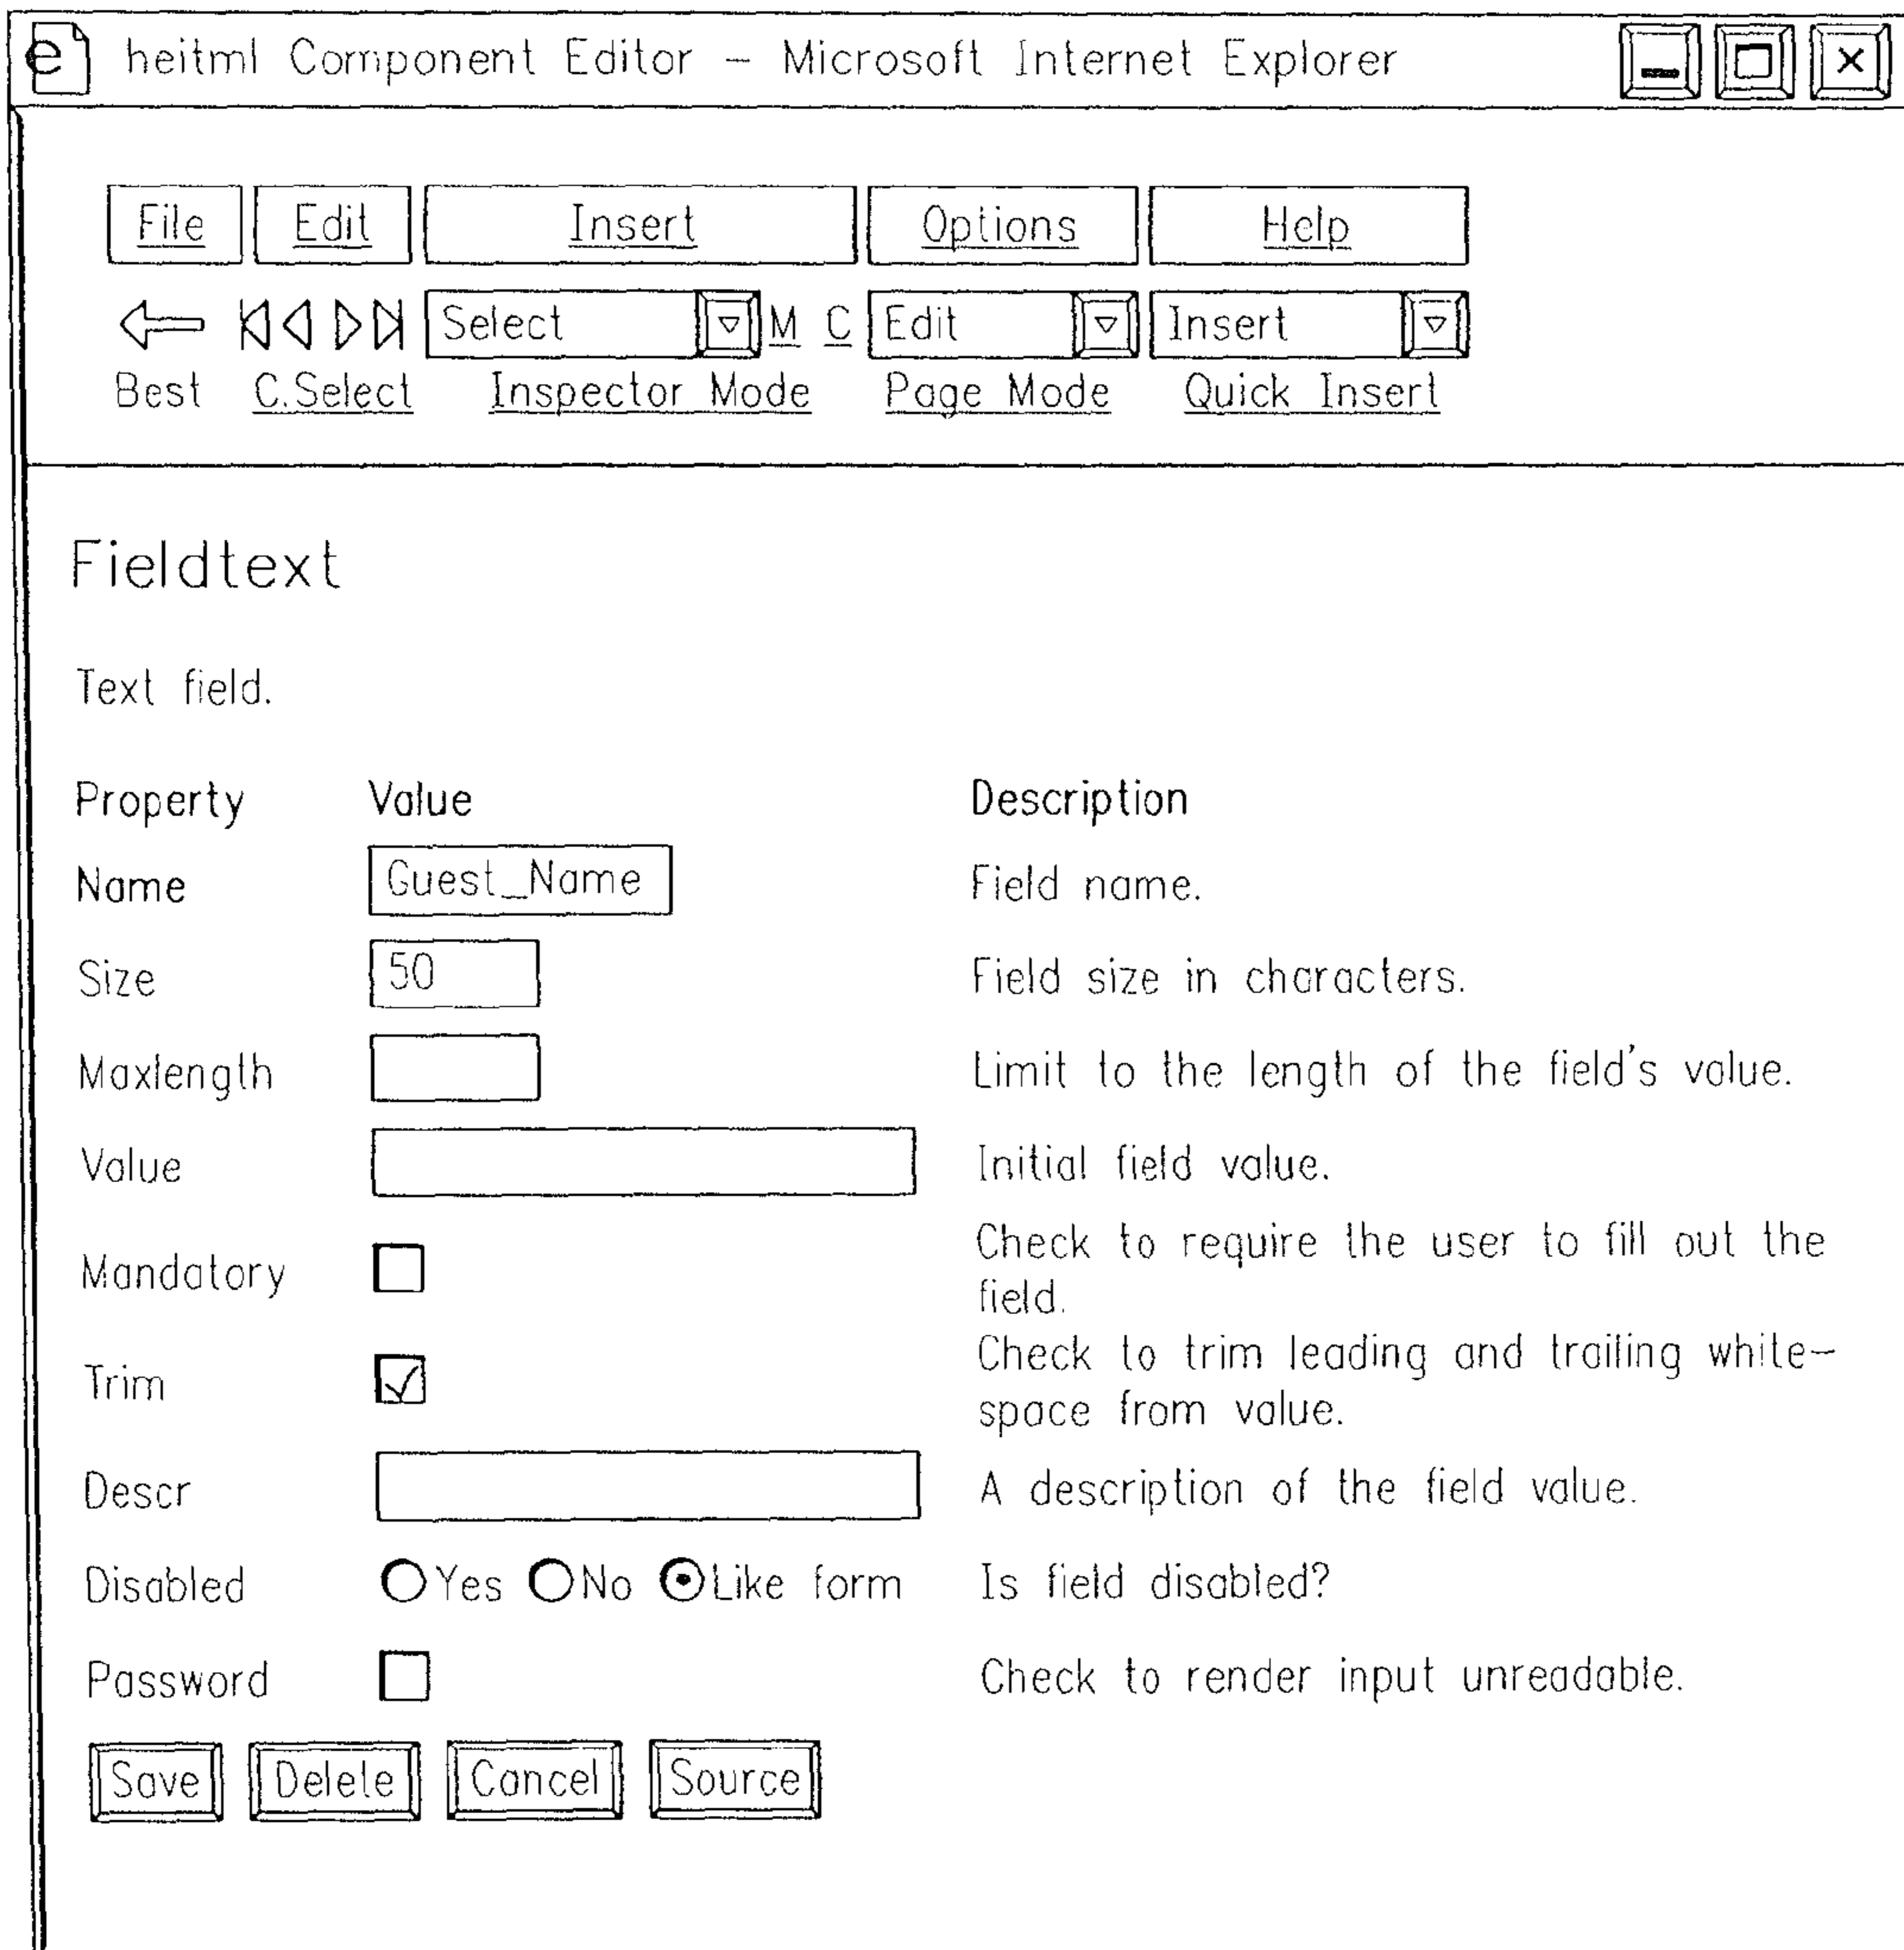 heitml Component Editor – Microsoft Internet Explorer
File Edit Insert Options Help
Select M C Edit Insert
Best C.Select Inspector Mode Page Mode Quick Insert
Fieldtext
Text field.
Property Value Description
Name Guest_Name Field name.
Size 50 Field size in characters.
Maxlength Limit to the length of the field's value.
Value Initial field value.
Mandatory Check to require the user to fill out the
field.
Trim Check to trim leading and trailing white–
space from value.
Descr A description of the field value.
Disabled Yes No Like form Is field disabled?
Password Check to render input unreadable.
Save Delete Cancel Source